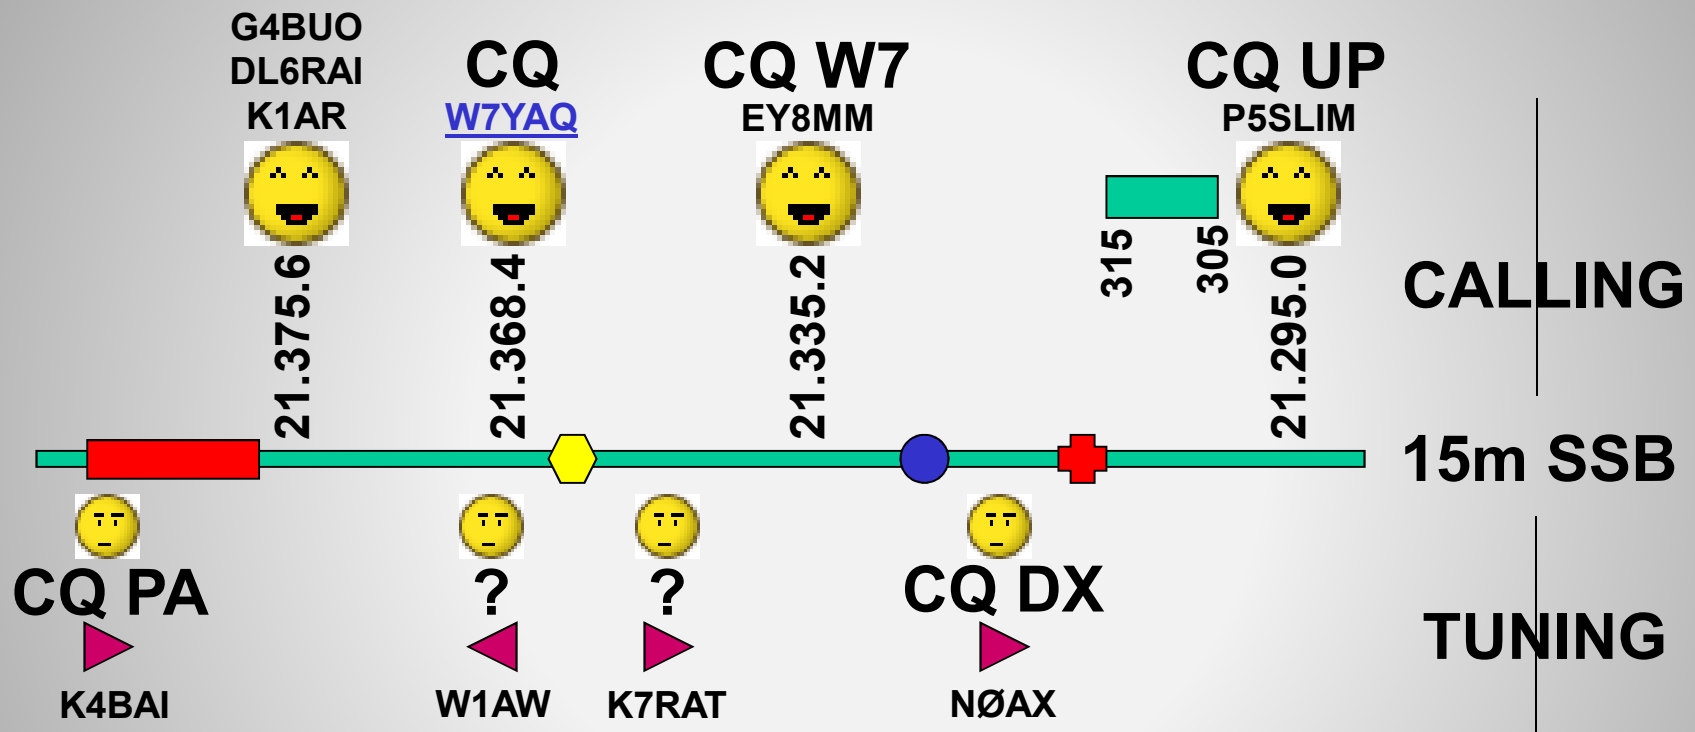 G4BUO
DL6RAI
K1AR
CQ
W7YAQ
CQ W7
EY8MM
CQ UP
P5SLIM
21.375.6
21.368.4
21.335.2
315
305
21.295.0
CALLING
15m SSB
CQ PA
?
?
CQ DX
TUNING
K4BAI
W1AW
K7RAT
NØAX